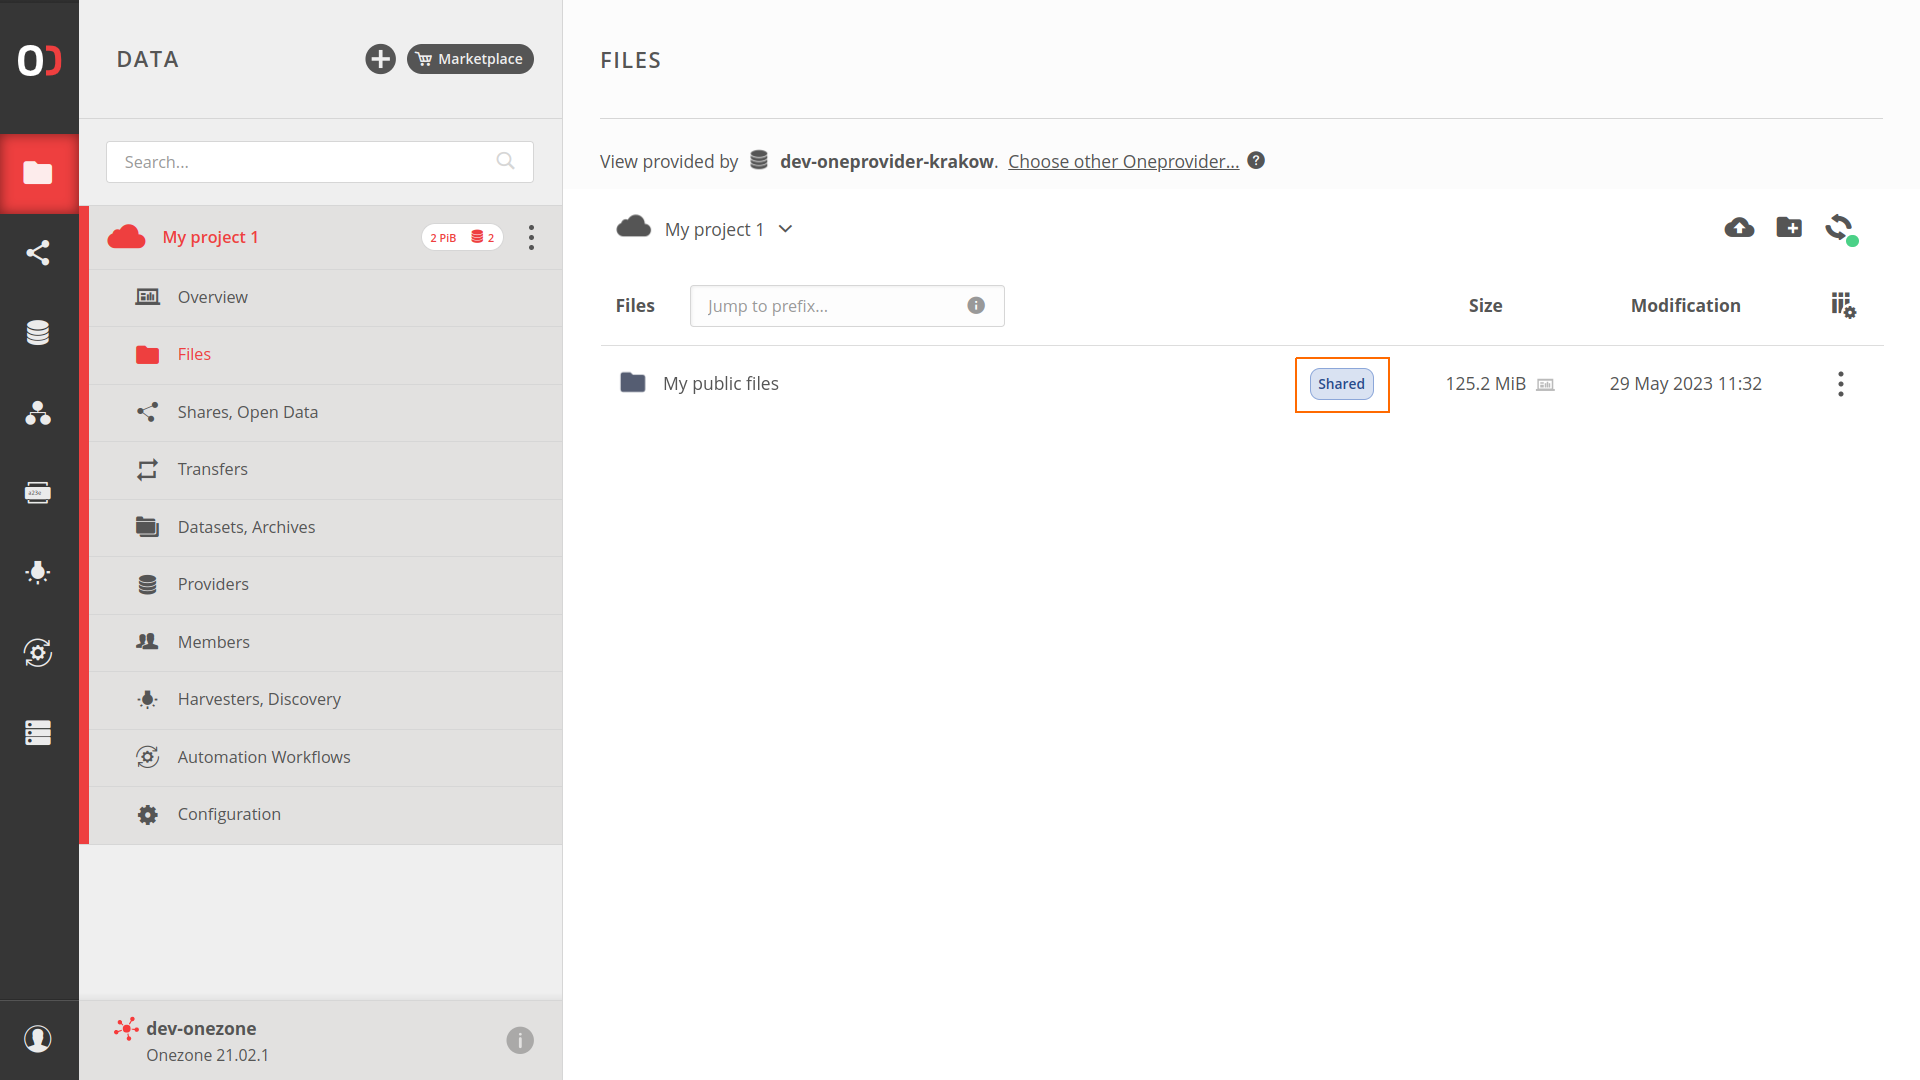 DATA
Marketplace
Search...
My project 1
2 PiB 2
Overview
Files
Shares, Open Data
Transfers
Datasets, Archives
Providers
Members
Harvesters, Discovery
Automation Workflows
Configuration
dev-onezone
Onezone 21.02.1
FILES
View provided by dev-oneprovider-krakow. Choose other Oneprovider...
My project 1
Files Jump to prefix... Size Modification
My public files Shared 125.2 MiB 29 May 2023 11:32